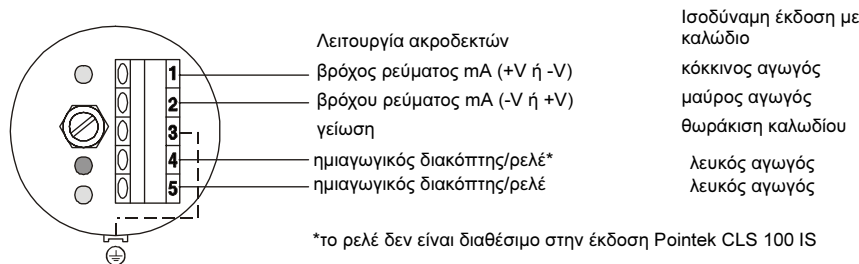 Λειτουργία ακροδεκτών
Ισοδύναμη έκδοση με
καλώδιο
1 βρόχος ρεύματος mA (+V ή -V) κόκκινος αγωγός
2 βρόχου ρεύματος mA (-V ή +V) μαύρος αγωγός
3 γείωση θωράκιση καλωδίου
4 ημιαγωγικός διακόπτης/ρελέ* λευκός αγωγός
5 ημιαγωγικός διακόπτης/ρελέ λευκός αγωγός
*το ρελέ δεν είναι διαθέσιμο στην έκδοση Pointek CLS 100 IS